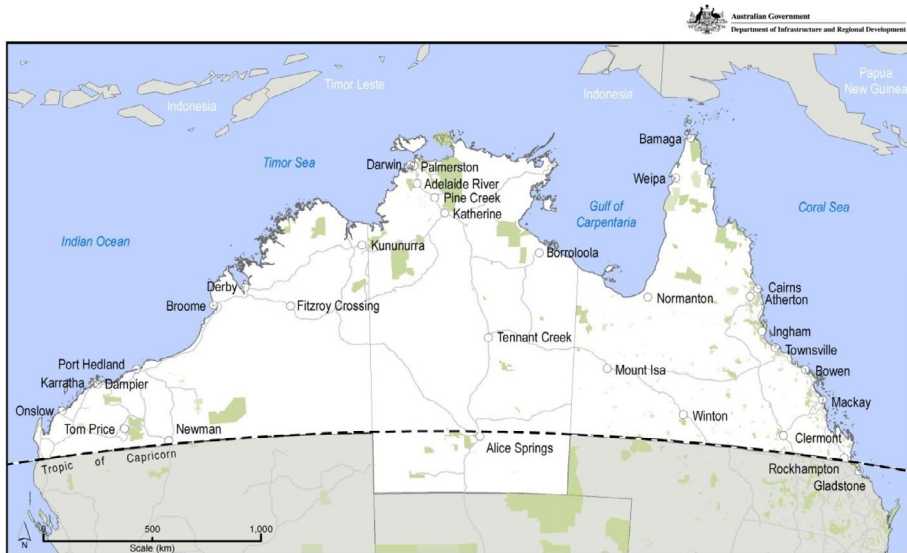 Australian Government
Department of Infrastructure and Regional Development
Timor Leste
Indonesia
Indonesia
Papua
New Guinea
Bamaga
Timor Sea
Darwin
Palmerston
Weipa
Adelaide River
Pine Creek
Katherine
Gulf of
Carpentaria
Coral Sea
Indian Ocean
Kununurra
Borroloola
Derby
Cairns
Atherton
Broome
Fitzroy Crossing
Normanton
Tennant Creek
Ingham
Townsville
Port Hedland
Mount Isa
Bowen
Karratha
Dampier
Mackay
Onslow
Winton
Tom Price
Newman
Clermont
Alice Springs
Tropic of Capricorn
Rockhampton
Gladstone
0 500 1,000
Scale (km)
N